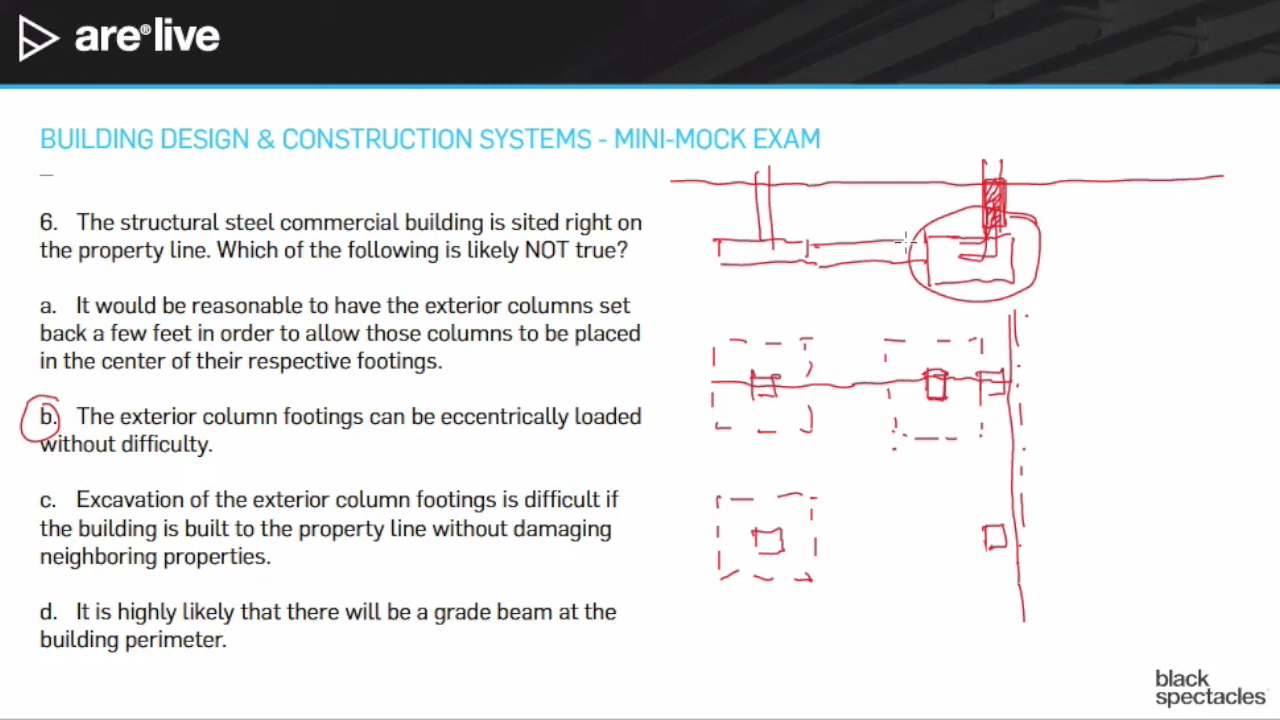 are®live
BUILDING DESIGN & CONSTRUCTION SYSTEMS - MINI-MOCK EXAM
6. The structural steel commercial building is sited right on
the property line. Which of the following is likely NOT true?
a. It would be reasonable to have the exterior columns set
back a few feet in order to allow those columns to be placed
in the center of their respective footings.
b. The exterior column footings can be eccentrically loaded
without difficulty.
c. Excavation of the exterior column footings is difficult if
the building is built to the property line without damaging
neighboring properties.
d. It is highly likely that there will be a grade beam at the
building perimeter.
black
spectacles